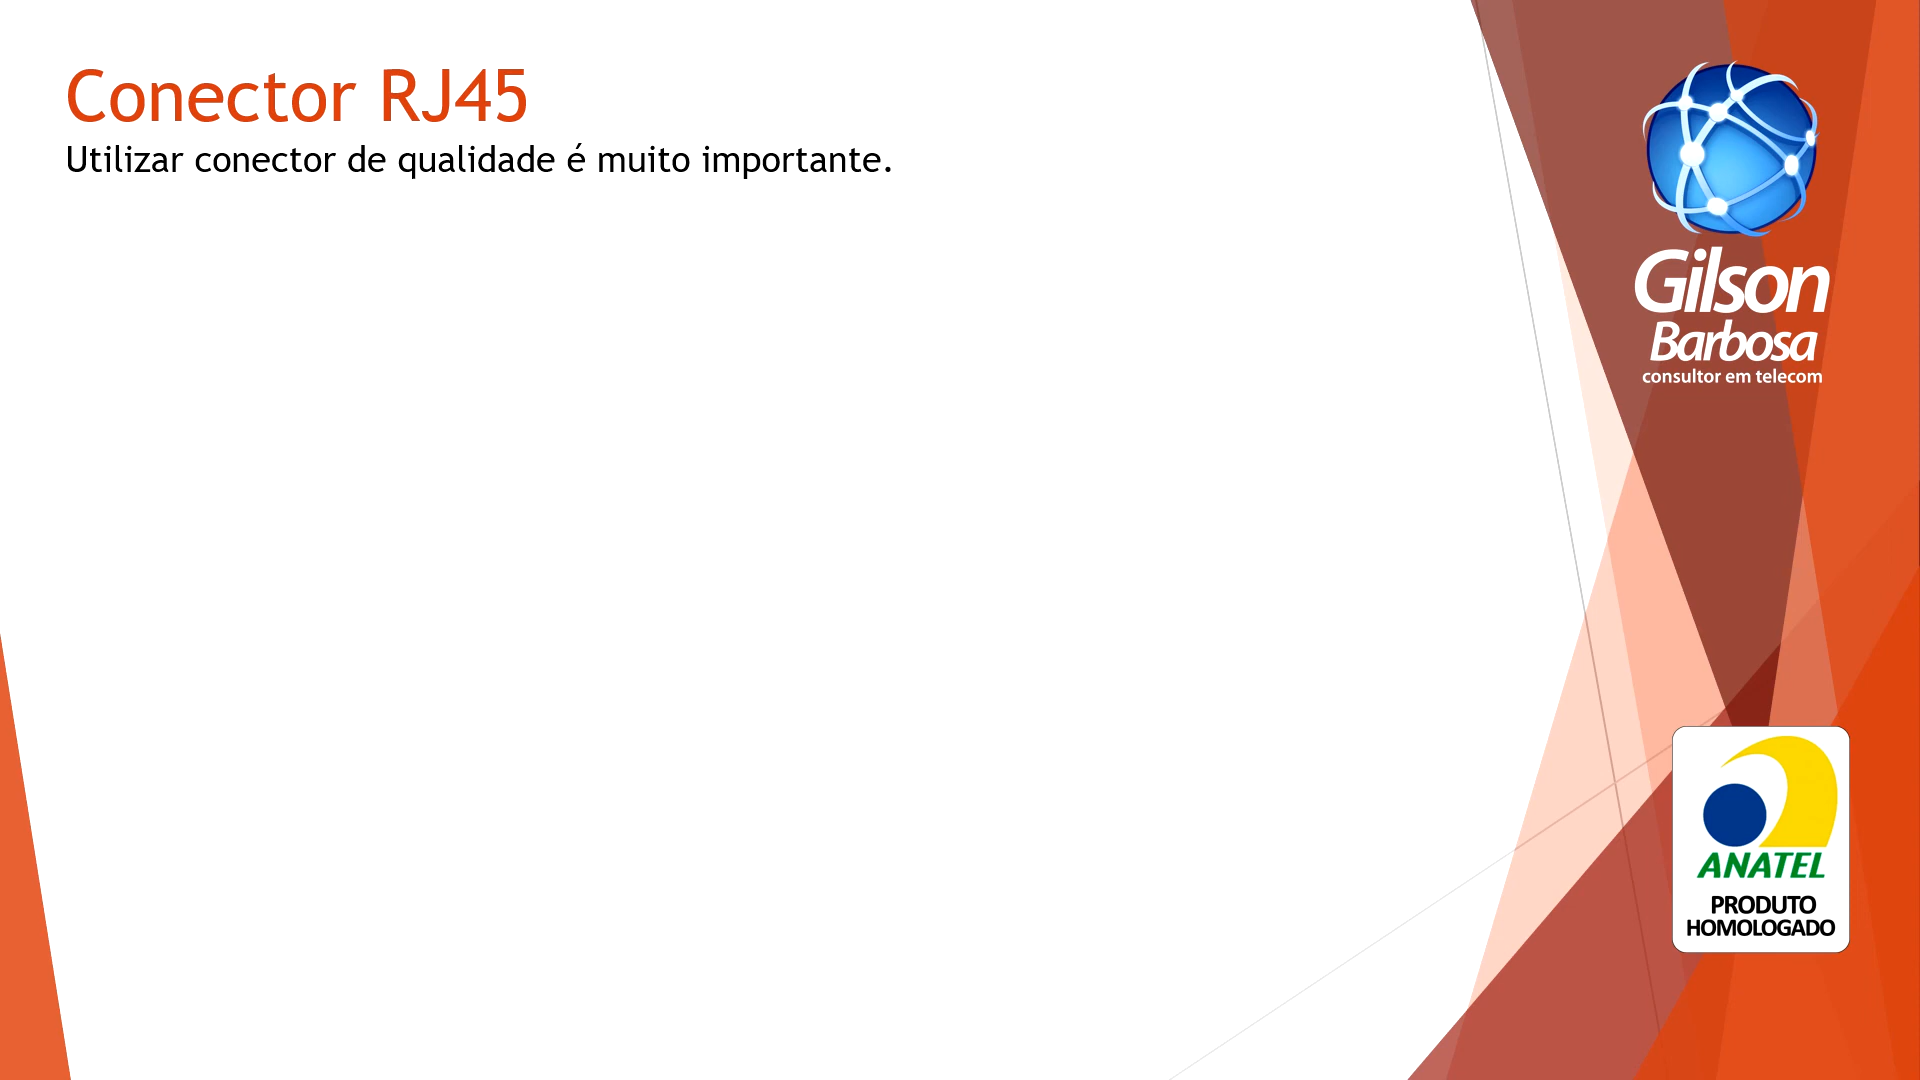 Conector RJ45
Utilizar conector de qualidade é muito importante.
Gilson
Barbosa
consultor em telecom
ANATEL
PRODUTO
HOMOLOGADO